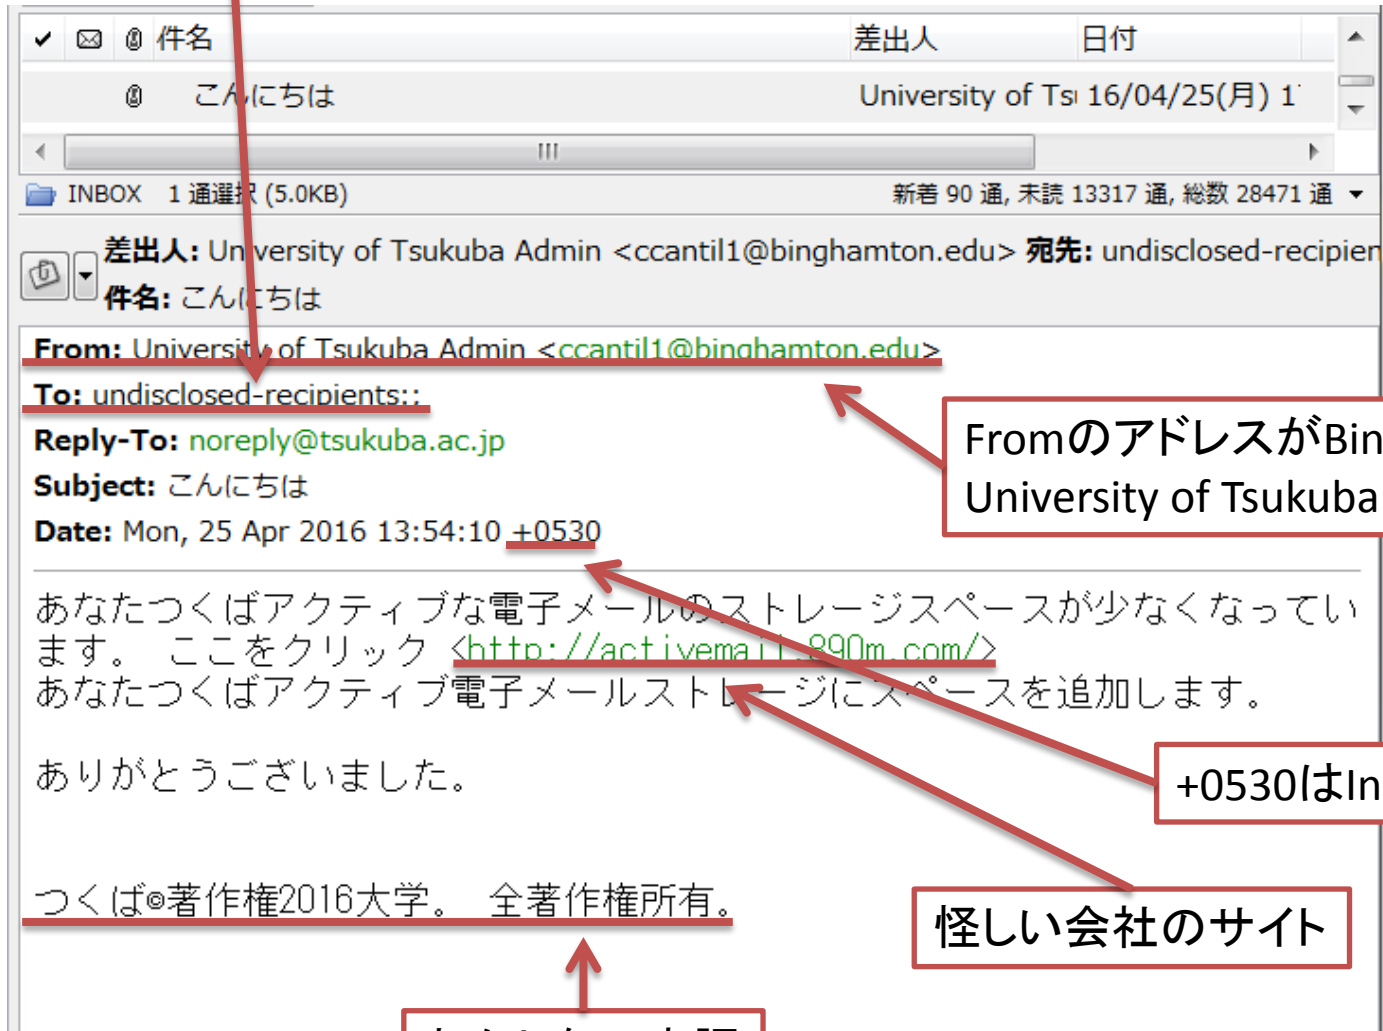 件名 差出人 日付
こんにちは University of Tsu 16/04/25(月) 1
INBOX 1 通選択 (5.0KB) 新着 90 通, 未読 13317 通, 総数 28471 通
差出人: University of Tsukuba Admin <ccantil1@binghamton.edu> 宛先: undisclosed-recipien
件名: こんにちは
From: University of Tsukuba Admin <ccantil1@binghamton.edu>
To: undisclosed-recipients::
Reply-To: noreply@tsukuba.ac.jp
Subject: こんにちは
Date: Mon, 25 Apr 2016 13:54:10 +0530
FromのアドレスがBin
University of Tsukuba
あなたつくばアクティブな電子メールのストレージスペースが少なくなってい
ます。 ここをクリック <http://activemail.890m.com/>
あなたつくばアクティブ電子メールストレージにスペースを追加します。
ありがとうございました。
+0530はIn
つくば©著作権2016大学。 全著作権所有。
怪しい会社のサイト